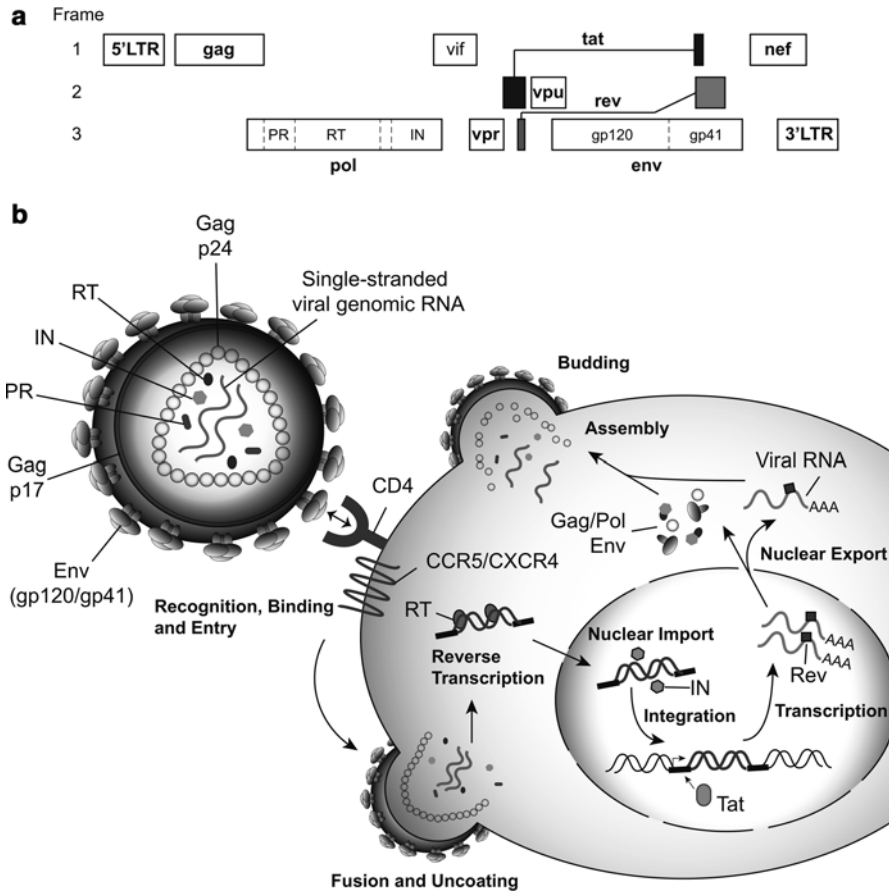 a
Frame
1
5'LTR
gag
vif
tat
nef
2
vpu
rev
3
PR
RT
IN
vpr
gp120
gp41
3'LTR
pol
env
b
Gag
p24
Single-stranded
viral genomic RNA
RT
IN
PR
Gag
p17
Env
(gp120/gp41)
CD4
CCR5/CXCR4
Recognition, Binding
and Entry
Budding
Assembly
Viral RNA
AAA
Gag/Pol
Env
Nuclear Export
RT
Reverse
Transcription
Nuclear Import
IN
Integration
AAA
AAA
Rev
Transcription
Tat
Fusion and Uncoating